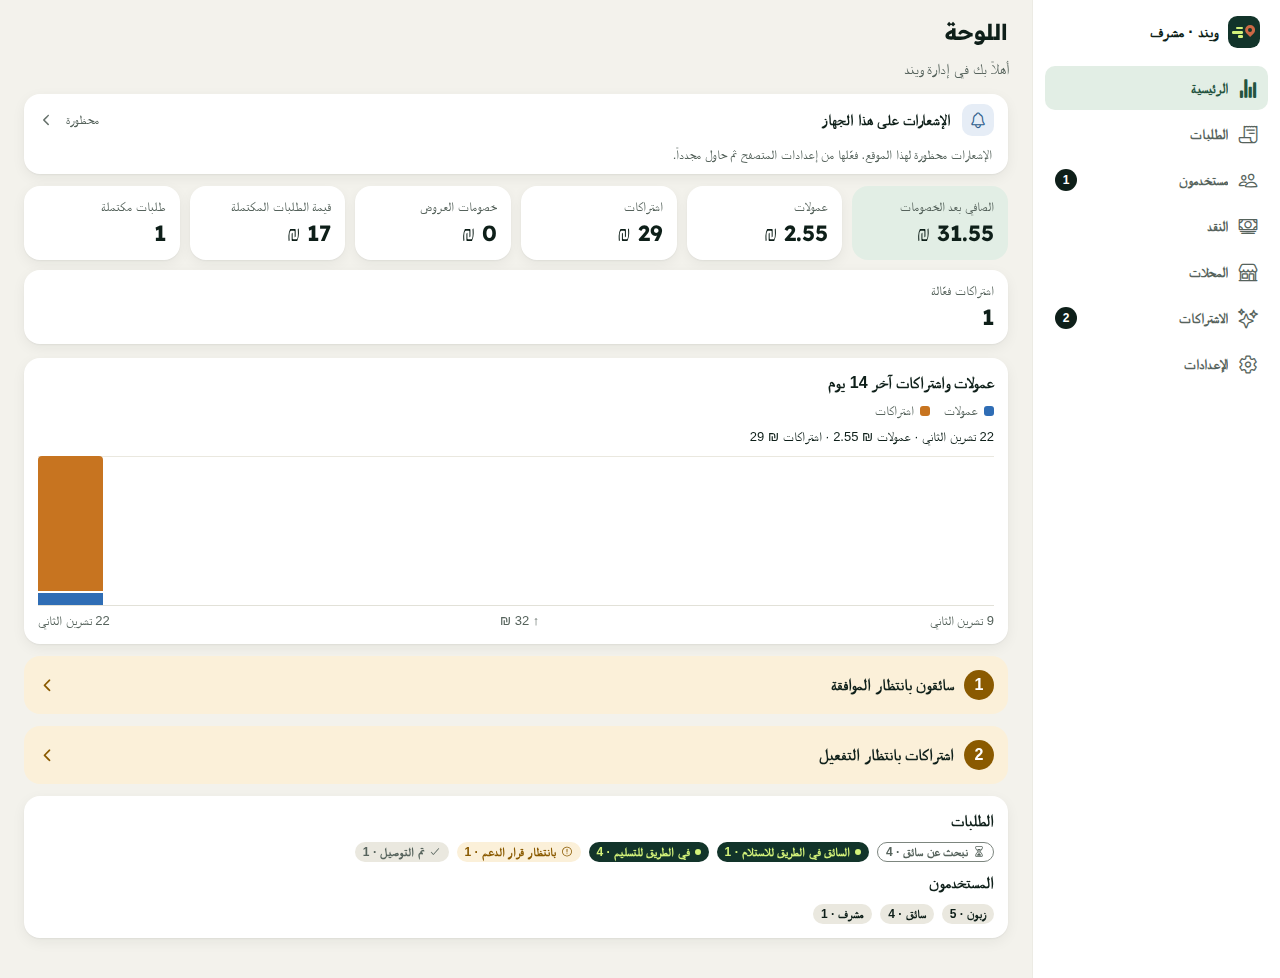 ويند · مشرف
الرئيسية
الطلبات
مستخدمون 1
النقد
المحلات
الاشتراكات 2
الإعدادات
اللوحة
أهلاً بك في إدارة ويند
الإشعارات على هذا الجهاز محظورة
الإشعارات محظورة لهذا الموقع. فعّلها من إعدادات المتصفح ثم حاول مجدداً.
الصافي بعد الخصومات
31.55 ₪
عمولات
2.55 ₪
اشتراكات
29 ₪
خصومات العروض
0 ₪
قيمة الطلبات المكتملة
17 ₪
طلبات مكتملة
1
اشتراكات فعّالة
1
عمولات واشتراكات آخر 14 يوم
عمولات اشتراكات
22 تشرين الثاني · عمولات ₪ 2.55 · اشتراكات ₪ 29
9 تشرين الثاني ↑ 32 ₪ 22 تشرين الثاني
1 سائقون بانتظار الموافقة
2 اشتراكات بانتظار التفعيل
الطلبات
نبحث عن سائق · 4 السائق في الطريق للاستلام · 1 في الطريق للتسليم · 4 بانتظار قرار الدعم · 1 تم التوصيل · 1
المستخدمون
زبون · 5 سائق · 4 مشرف · 1